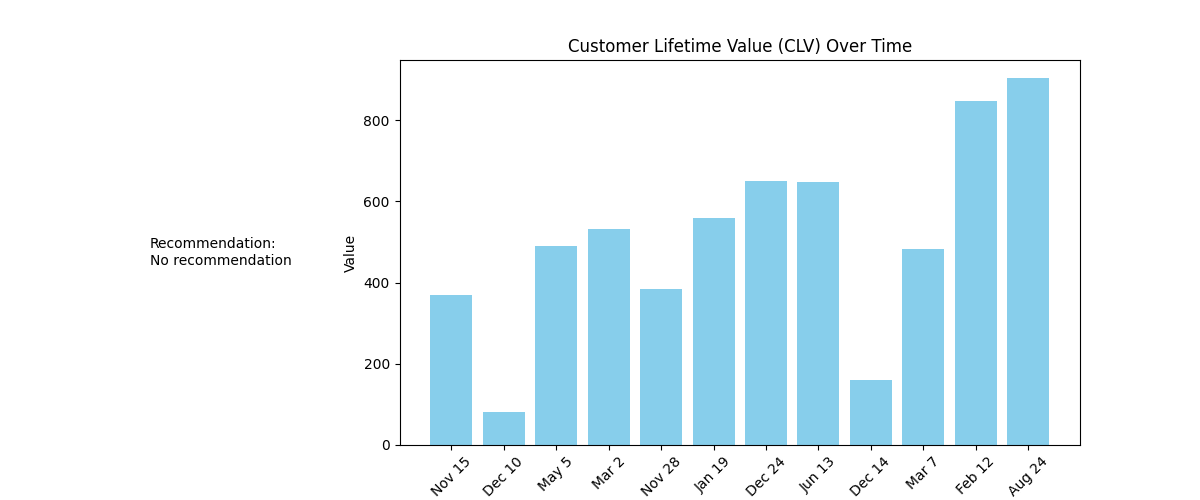 Customer Lifetime Value (CLV) Over Time
Recommendation:
No recommendation
Value
800
600
400
200
0
Nov 15
Dec 10
May 5
Mar 2
Nov 28
Jan 19
Dec 24
Jun 13
Dec 14
Mar 7
Feb 12
Aug 24